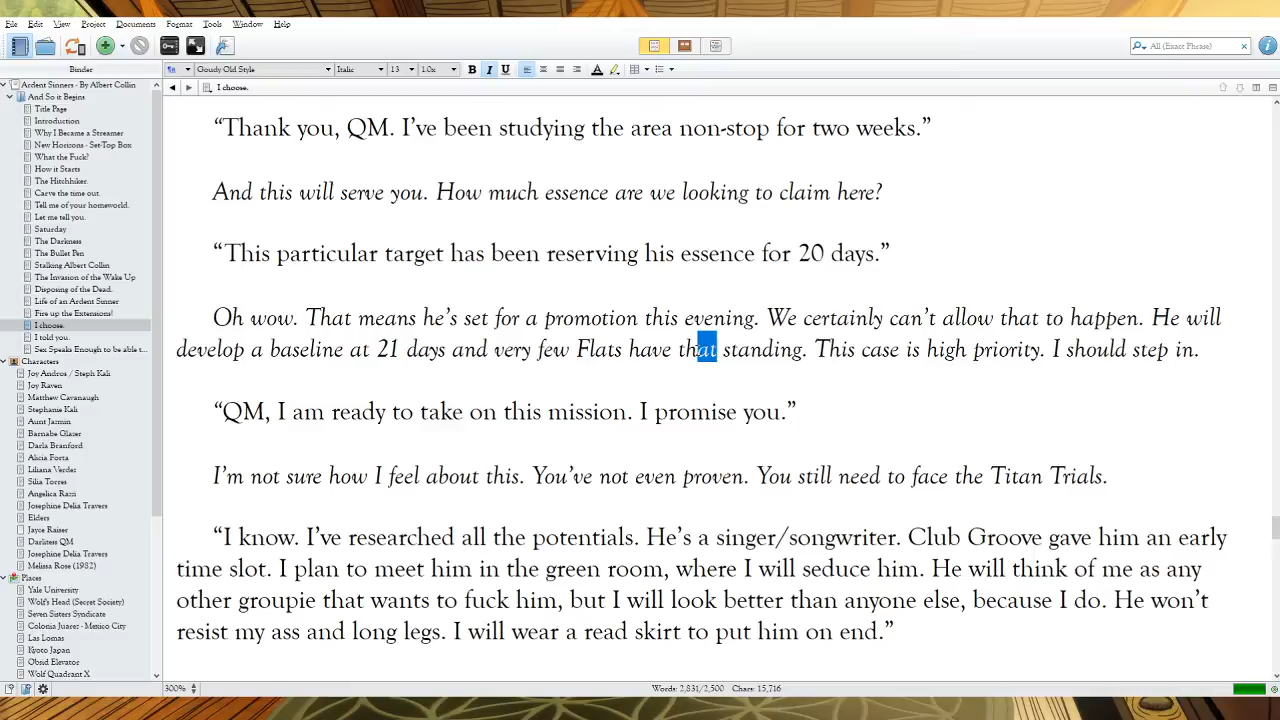 File Edit View Project Documents Format Tools Window Help
All (Exact Phrase)
Binder
Goudy Old Style Italic 13 1.0x B I U A
Ardent Sinners - By Albert Collin
I choose.
And So it Begins
Title Page
Introduction
Why I Became a Streamer
New Horizons - Set-Top Box
What the Fuck?
How it Starts
The Hitchhiker.
Carve the time out.
Tell me of your homeworld.
Let me tell you.
Saturday
The Darkness
The Bullet Pen
Stalking Albert Collin
The Invasion of the Wake Up
Disposing of the Dead.
Life of an Ardent Sinner
Fire up the Extensions!
I choose.
I told you.
Sex Speaks Enough to be able t...
Characters
Joy Andros / Steph Kali
Joy Raven
Matthew Cavanaugh
Stephanie Kali
Aunt Jazmin
Barnabe Glaser
Darla Branford
Alicia Forta
Liliana Verdes
Silia Torres
Angelica Razzi
Josephine Delia Travers
Elders
Jayce Raiser
Darlitess QM
Josephine Delia Travers
Melissa Rose (1982)
Places
Yale University
Wolf's Head (Secret Society)
Seven Sisters Syndicate
Colonia Juarez - Mexico City
Las Lomas
Kyoto Japan
Obsid Elevator
Wolf Quadrant X
“Thank you, QM. I’ve been studying the area non-stop for two weeks.”
And this will serve you. How much essence are we looking to claim here?
“This particular target has been reserving his essence for 20 days.”
Oh wow. That means he’s set for a promotion this evening. We certainly can’t allow that to happen. He will
develop a baseline at 21 days and very few Flats have that standing. This case is high priority. I should step in.
“QM, I am ready to take on this mission. I promise you.”
I’m not sure how I feel about this. You’ve not even proven. You still need to face the Titan Trials.
“I know. I’ve researched all the potentials. He’s a singer/songwriter. Club Groove gave him an early
time slot. I plan to meet him in the green room, where I will seduce him. He will think of me as any
other groupie that wants to fuck him, but I will look better than anyone else, because I do. He won’t
resist my ass and long legs. I will wear a read skirt to put him on end.”
300% Words: 2,831/2,500 Chars: 15,716